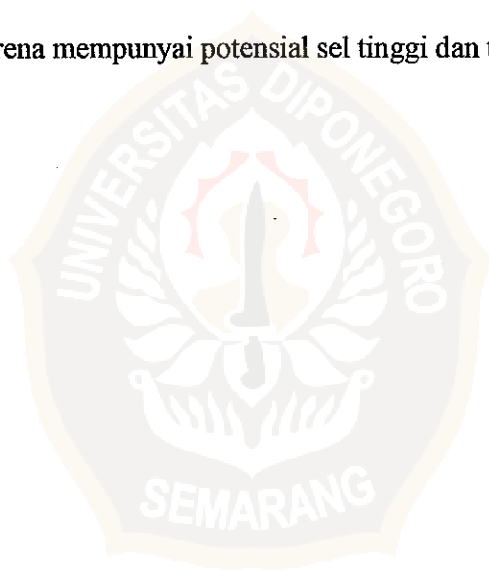 rena mempunyai potensial sel tinggi dan
UNIVERSITAS DIPONEGORO
SEMARANG